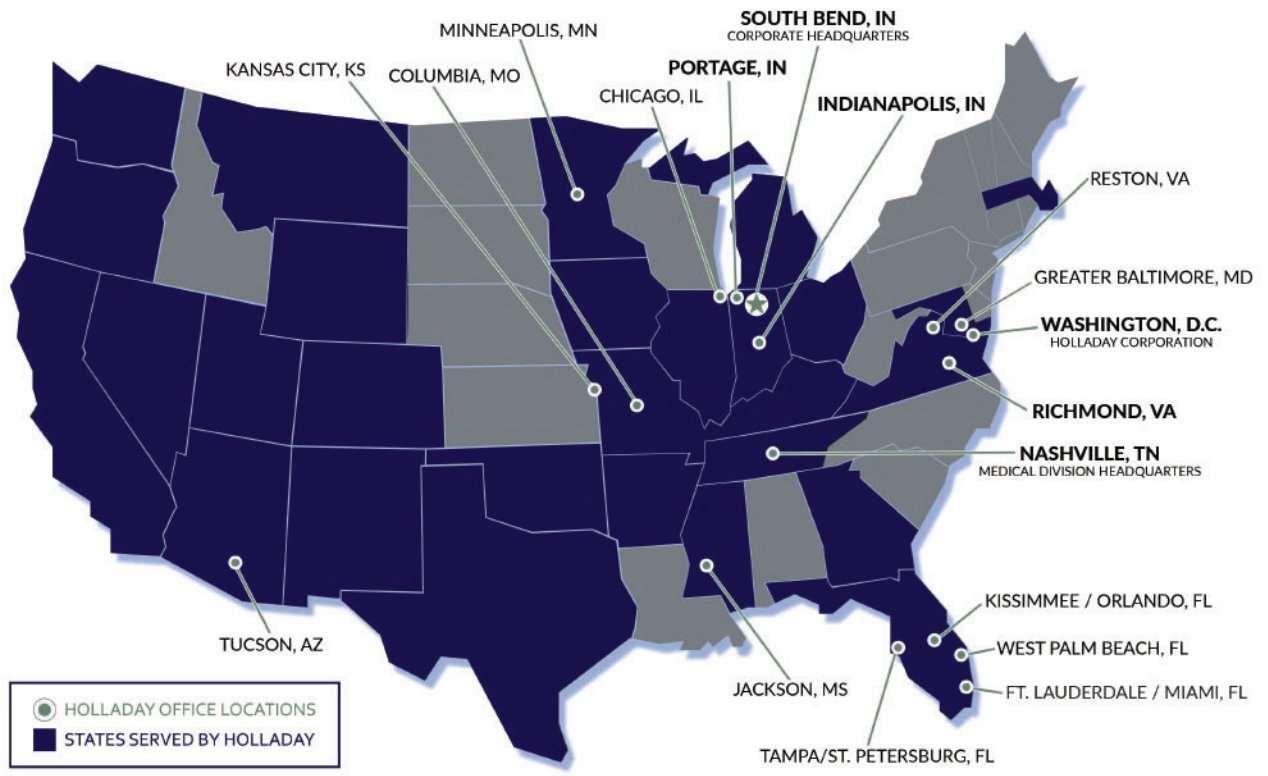 SOUTH BEND, IN
CORPORATE HEADQUARTERS
MINNEAPOLIS, MN
KANSAS CITY, KS
COLUMBIA, MO
PORTAGE, IN
CHICAGO, IL
INDIANAPOLIS, IN
RESTON, VA
GREATER BALTIMORE, MD
WASHINGTON, D.C.
HOLLADAY CORPORATION
RICHMOND, VA
NASHVILLE, TN
MEDICAL DIVISION HEADQUARTERS
KISSIMMEE / ORLANDO, FL
TUCSON, AZ
WEST PALM BEACH, FL
JACKSON, MS
FT. LAUDERDALE / MIAMI, FL
TAMPA/ST. PETERSBURG, FL
HOLLADAY OFFICE LOCATIONS
STATES SERVED BY HOLLADAY